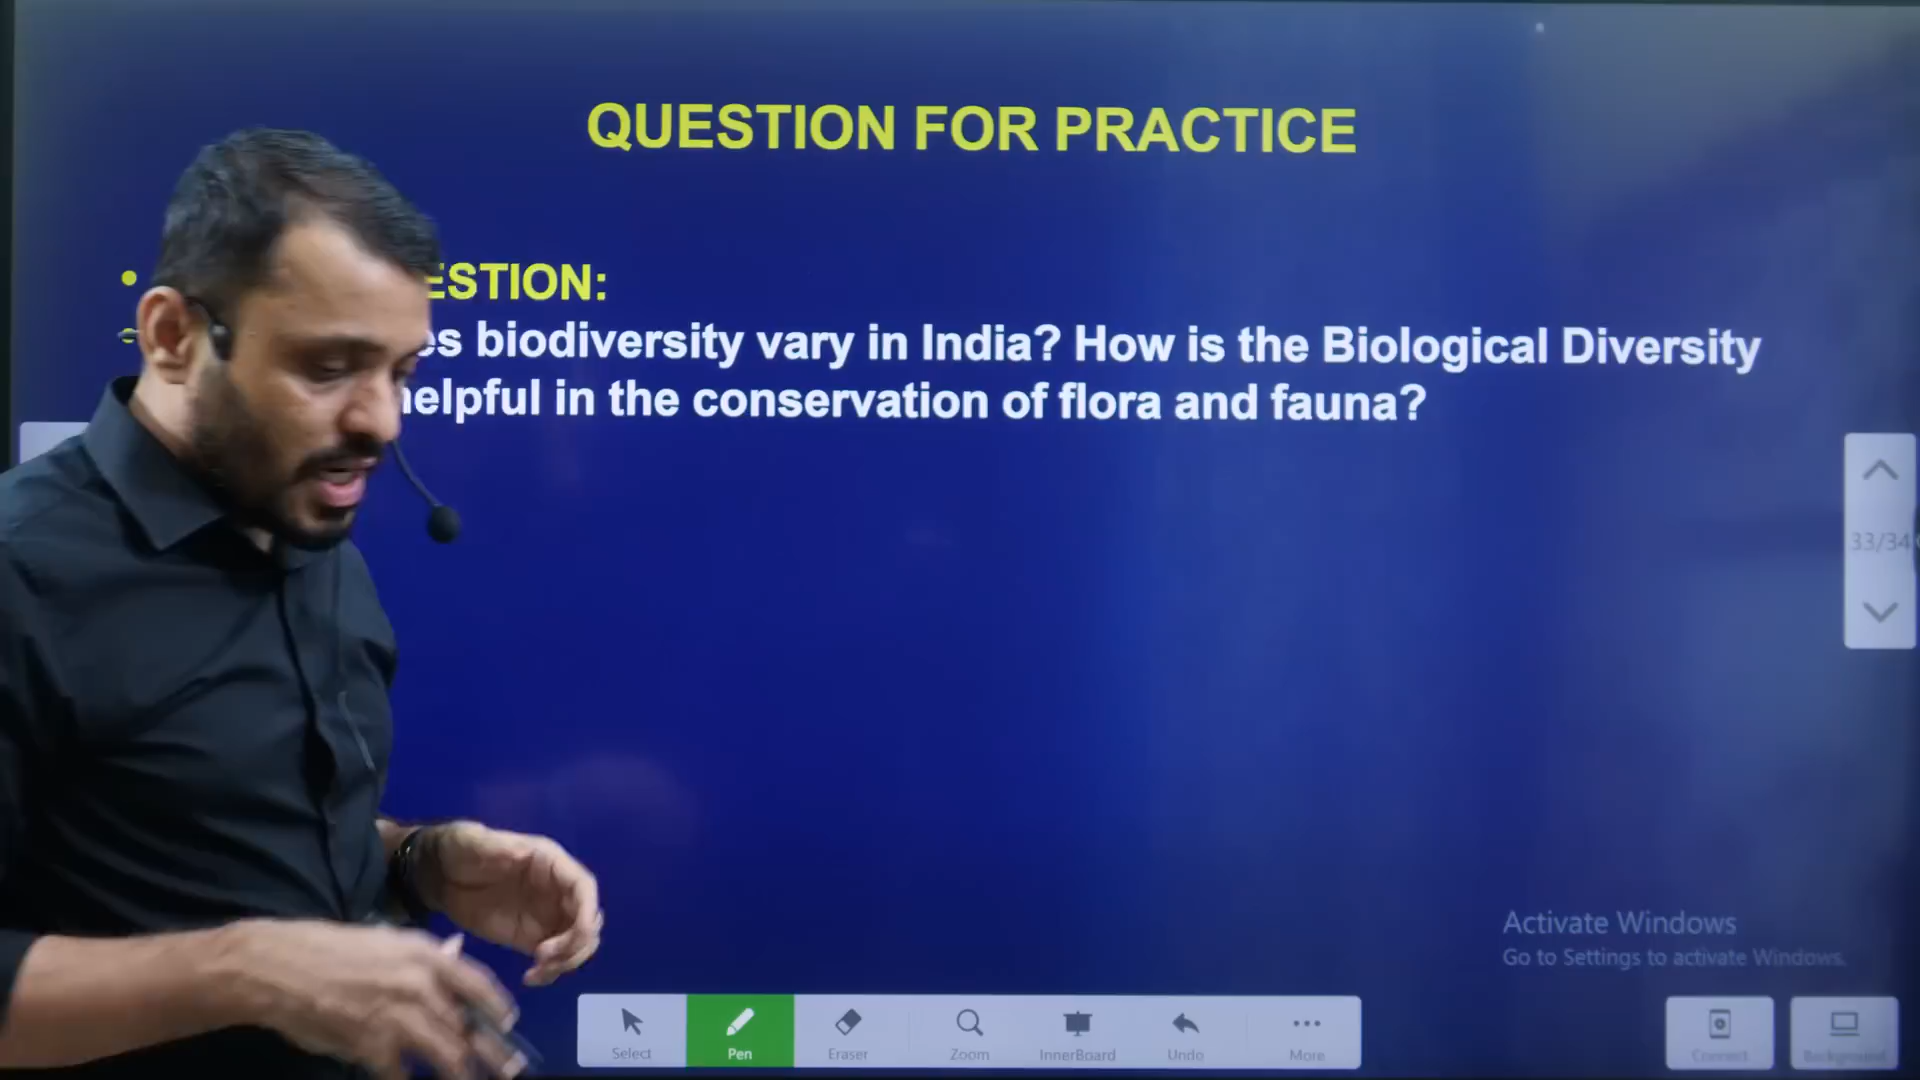 QUESTION FOR PRACTICE
ESTION:
es biodiversity vary in India? How is the Biological Diversity
helpful in the conservation of flora and fauna?
33/34
Activate Windows
Go to Settings to activate Windows.
Select Pen Eraser Zoom InnerBoard Undo More Connect Background